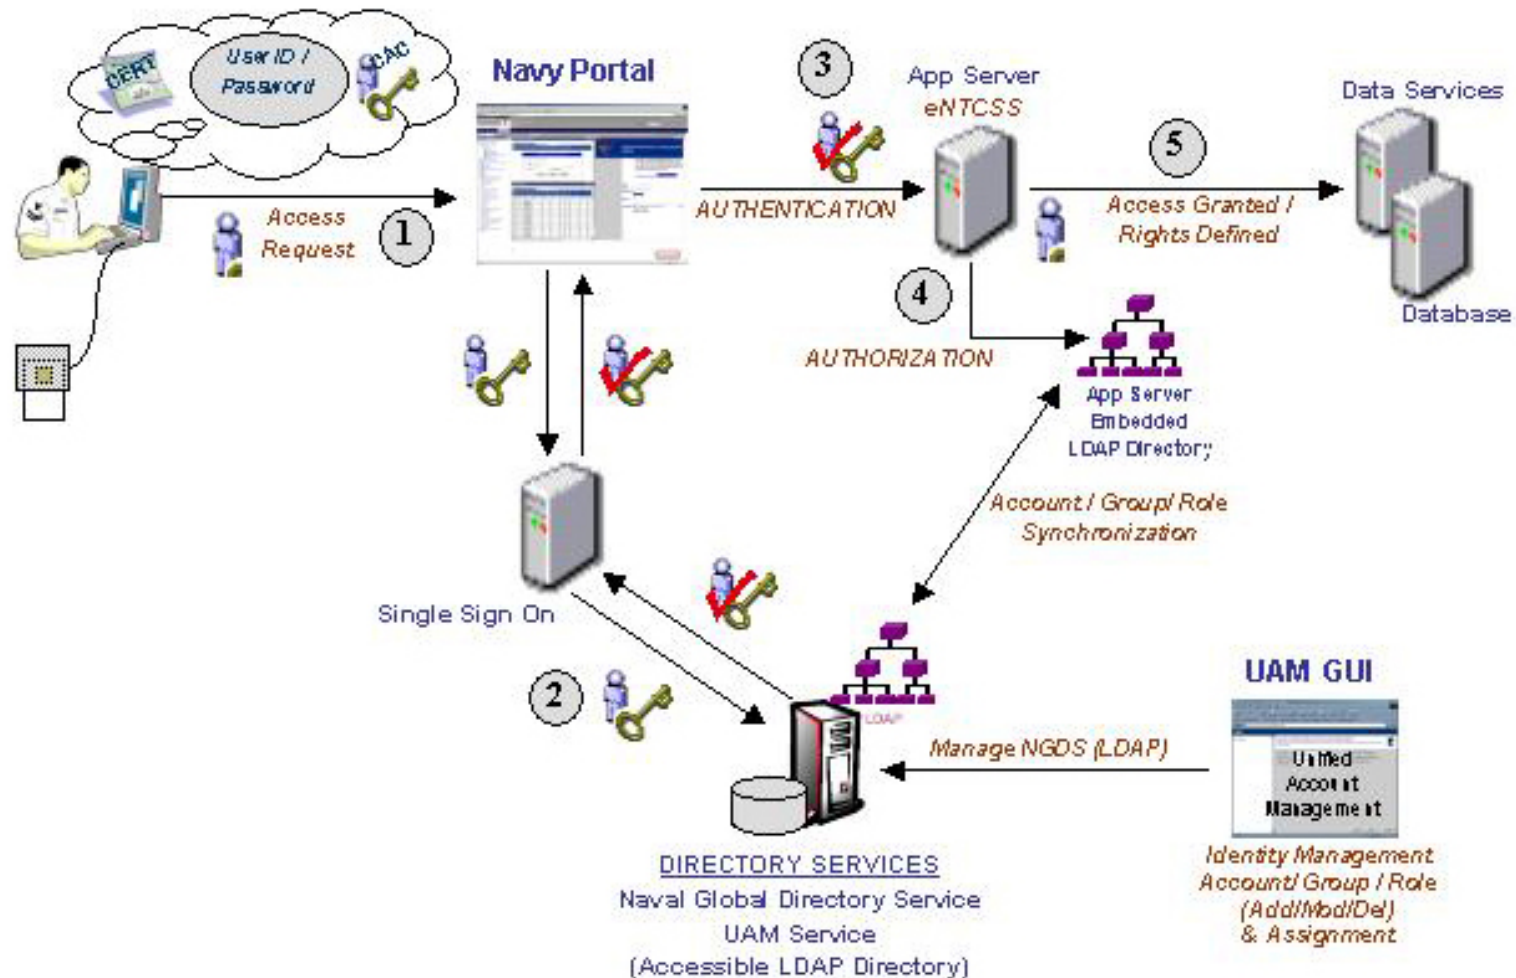 CERT
User ID /
Password
CAC
Navy Portal
3
App Server
eNTCSS
Data Services
5
AUTHENTICATION
Access Granted /
Rights Defined
Access
Request
1
4
Database
AUTHORIZATION
App Server
Embedded
LDAP Directory
Account / Group/ Role
Synchronization
Single Sign On
2
LDAP
UAM GUI
Manage NGDS (LDAP)
Unified
Account
Management
DIRECTORY SERVICES
Naval Global Directory Service
UAM Service
(Accessible LDAP Directory)
Identity Management
Account/ Group / Role
(Add/Mod/Del)
& Assignment